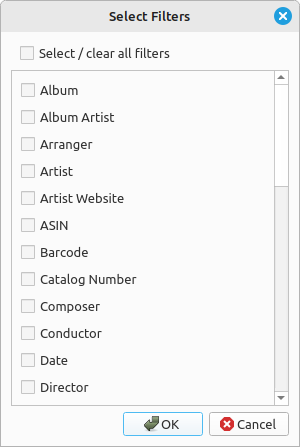 Select Filters
Select / clear all filters
Album
Album Artist
Arranger
Artist
Artist Website
ASIN
Barcode
Catalog Number
Composer
Conductor
Date
Director
OK
Cancel